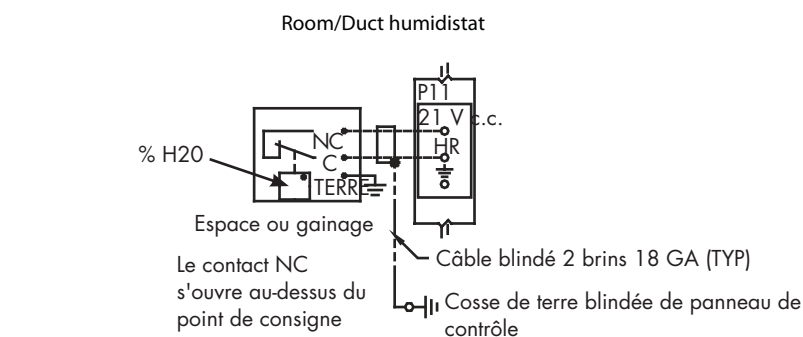 Room/Duct humidistat
P11
21 V c.c.
NC
HR
% H20
C
TERRE
Espace ou gainage
Câble blindé 2 brins 18 GA (TYP)
Le contact NC
s'ouvre au-dessus du
point de consigne
Cosse de terre blindée de panneau de
contrôle